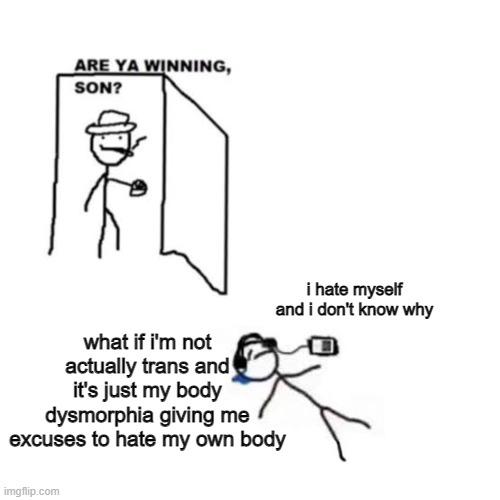 ARE YA WINNING,
SON?
i hate myself
and i don't know why
what if i'm not
actually trans and
it's just my body
dysmorphia giving me
excuses to hate my own body
imgflip.com